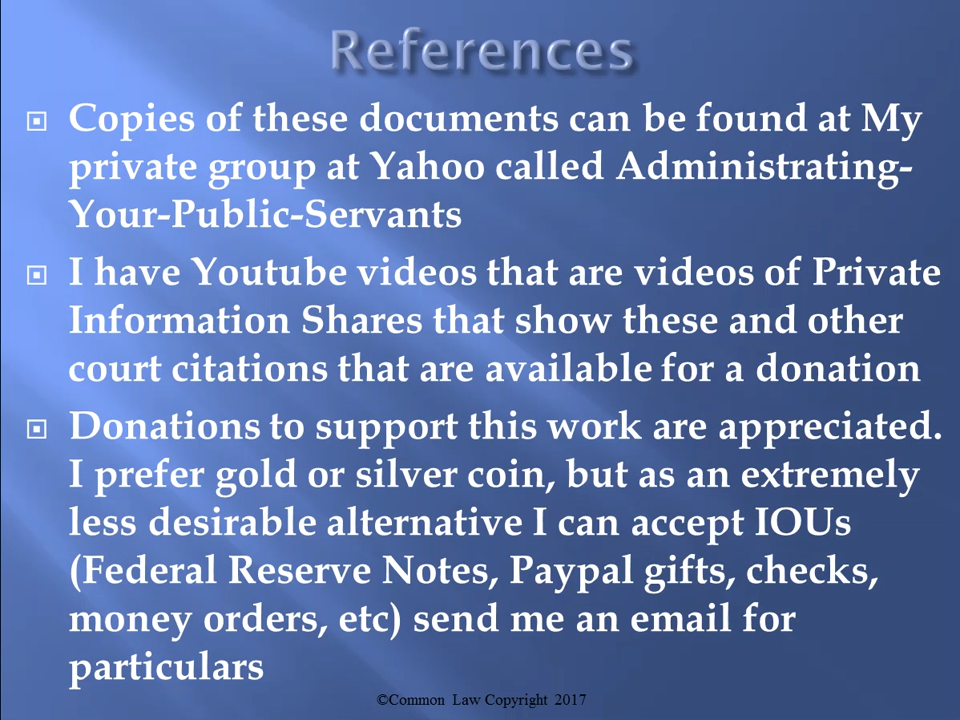 References
Copies of these documents can be found at My
private group at Yahoo called Administrating-
Your-Public-Servants
I have Youtube videos that are videos of Private
Information Shares that show these and other
court citations that are available for a donation
Donations to support this work are appreciated.
I prefer gold or silver coin, but as an extremely
less desirable alternative I can accept IOUs
(Federal Reserve Notes, Paypal gifts, checks,
money orders, etc) send me an email for
particulars
©Common Law Copyright 2017